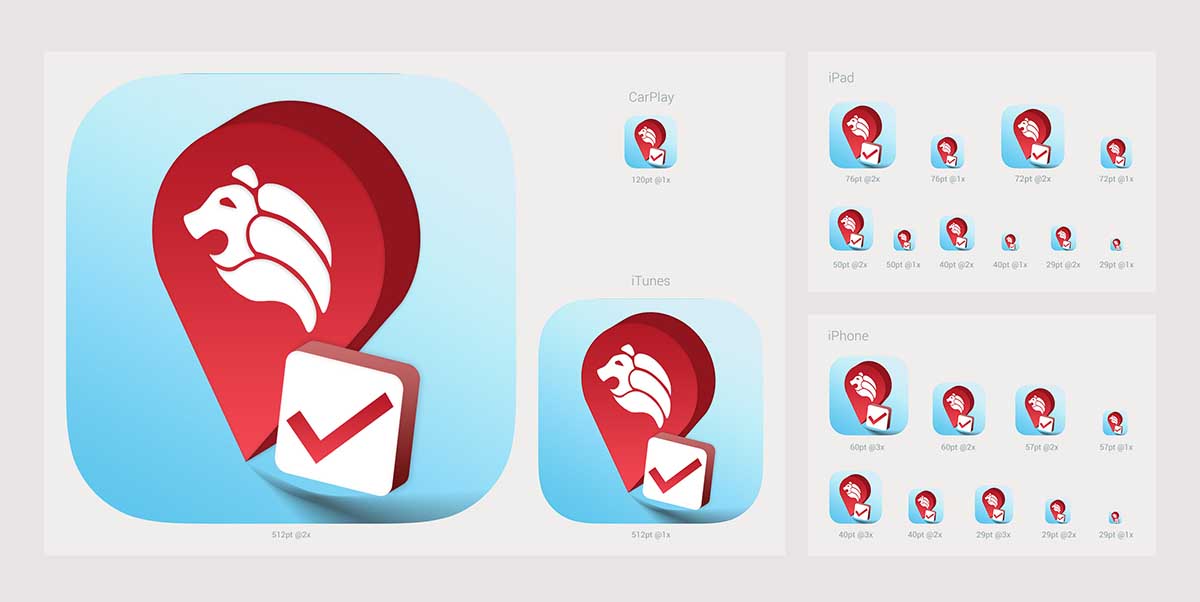 CarPlay
120pt @1x
iTunes
512pt @2x
512pt @1x
iPad
76pt @2x 76pt @1x 72pt @2x 72pt @1x
50pt @2x 50pt @1x 40pt @2x 40pt @1x 29pt @2x 29pt @1x
iPhone
60pt @3x 60pt @2x 57pt @2x 57pt @1x
40pt @3x 40pt @2x 29pt @3x 29pt @2x 29pt @1x